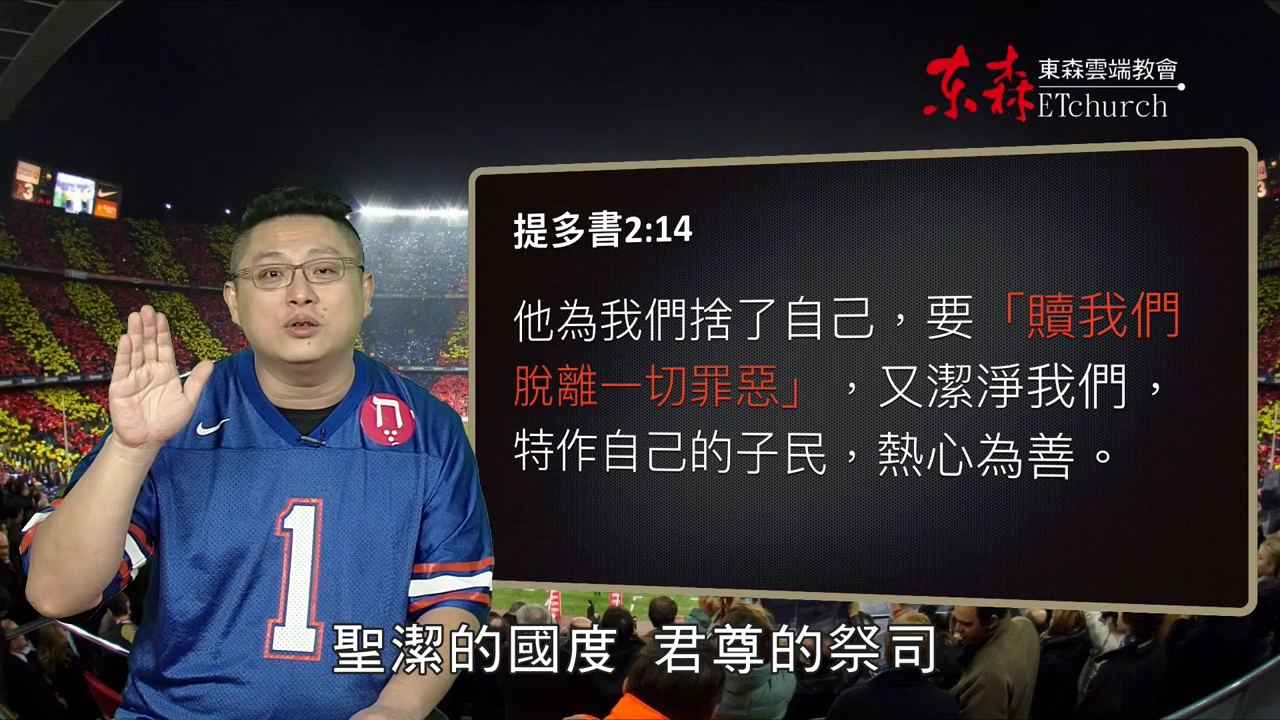 东森
東森雲端教會
ETchurch
提多書2:14
他為我們捨了自己，要「贖我們
脫離一切罪惡」，又潔淨我們，
特作自己的子民，熱心為善。
ח
1
聖潔的國度 君尊的祭司